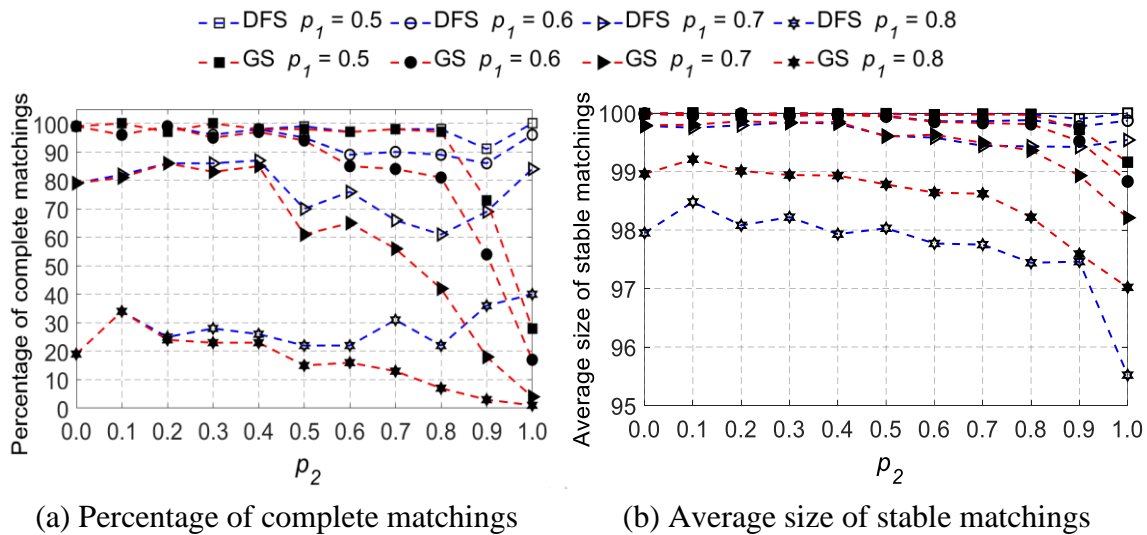 DFS p1 = 0.5 DFS p1 = 0.6 DFS p1 = 0.7 DFS p1 = 0.8
GS p1 = 0.5 GS p1 = 0.6 GS p1 = 0.7 GS p1 = 0.8
Percentage of complete matchings
100
90
80
70
60
50
40
30
20
10
0
0.0 0.1 0.2 0.3 0.4 0.5 0.6 0.7 0.8 0.9 1.0
p2
(a) Percentage of complete matchings
Average size of stable matchings
100
99
98
97
96
95
0.0 0.1 0.2 0.3 0.4 0.5 0.6 0.7 0.8 0.9 1.0
p2
(b) Average size of stable matchings